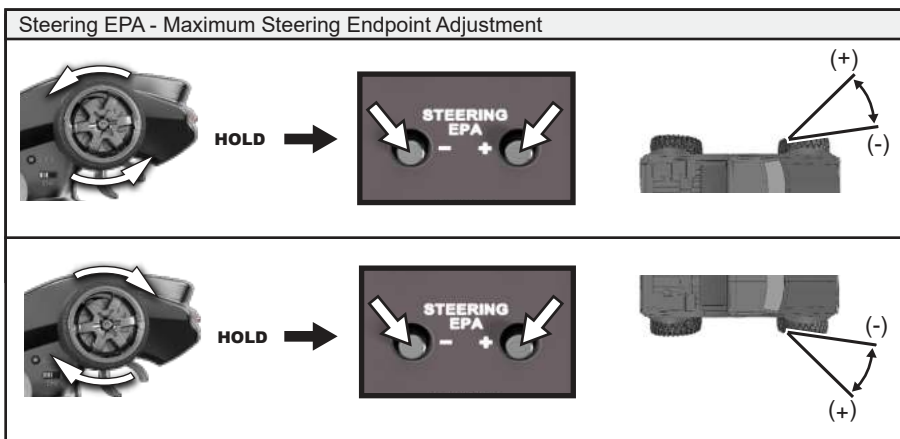 Steering EPA - Maximum Steering Endpoint Adjustment
HOLD
STEERING
EPA
- +
(+)
(-)
HOLD
STEERING
EPA
- +
(-)
(+)